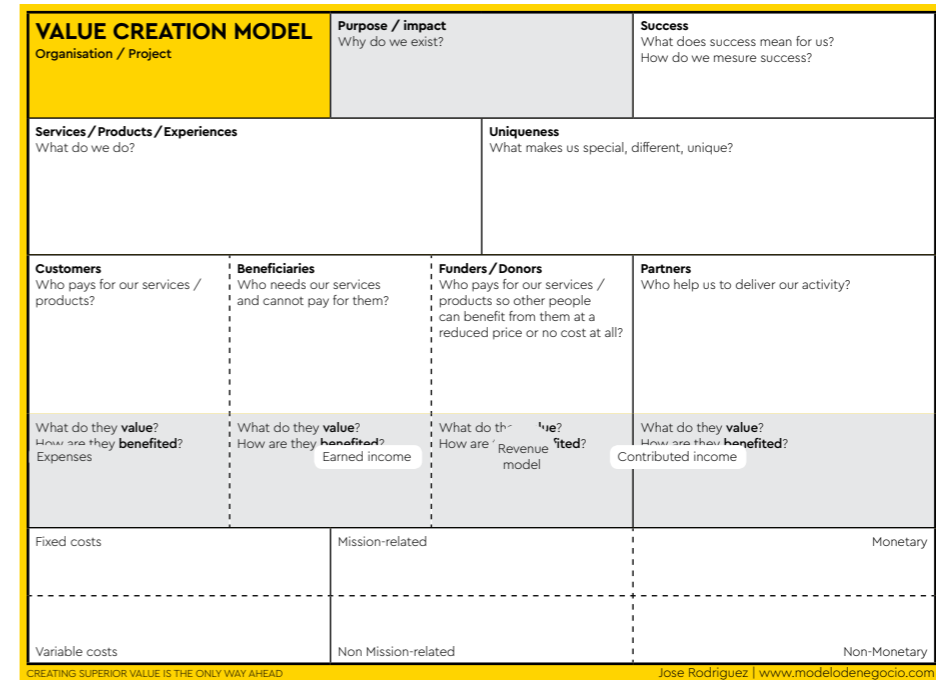 VALUE CREATION MODEL
Organisation / Project
Purpose / impact
Why do we exist?
Success
What does success mean for us?
How do we mesure success?
Services / Products / Experiences
What do we do?
Uniqueness
What makes us special, different, unique?
Customers
Who pays for our services /
products?
Beneficiaries
Who needs our services
and cannot pay for them?
Funders / Donors
Who pays for our services /
products so other people
can benefit from them at a
reduced price or no cost at all?
Partners
Who help us to deliver our activity?
What do they value?
How are they benefited?
Expenses
What do they value?
How are they benefited?
Earned income
What do
How are
Revenue
model
What do they value?
How are they benefited?
Contributed income
Fixed costs
Variable costs
Mission-related
Non Mission-related
Monetary
Non-Monetary
CREATING SUPERIOR VALUE IS THE ONLY WAY AHEAD
Jose Rodriguez | www.modelodenegocio.com